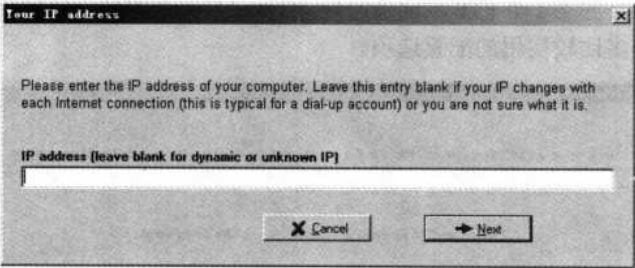 Your IP address
Please enter the IP address of your computer. Leave this entry blank if your IP changes with
each Internet connection (this is typical for a dial-up account) or you are not sure what it is.
IP address [leave blank for dynamic or unknown IP]
Cancel
Next